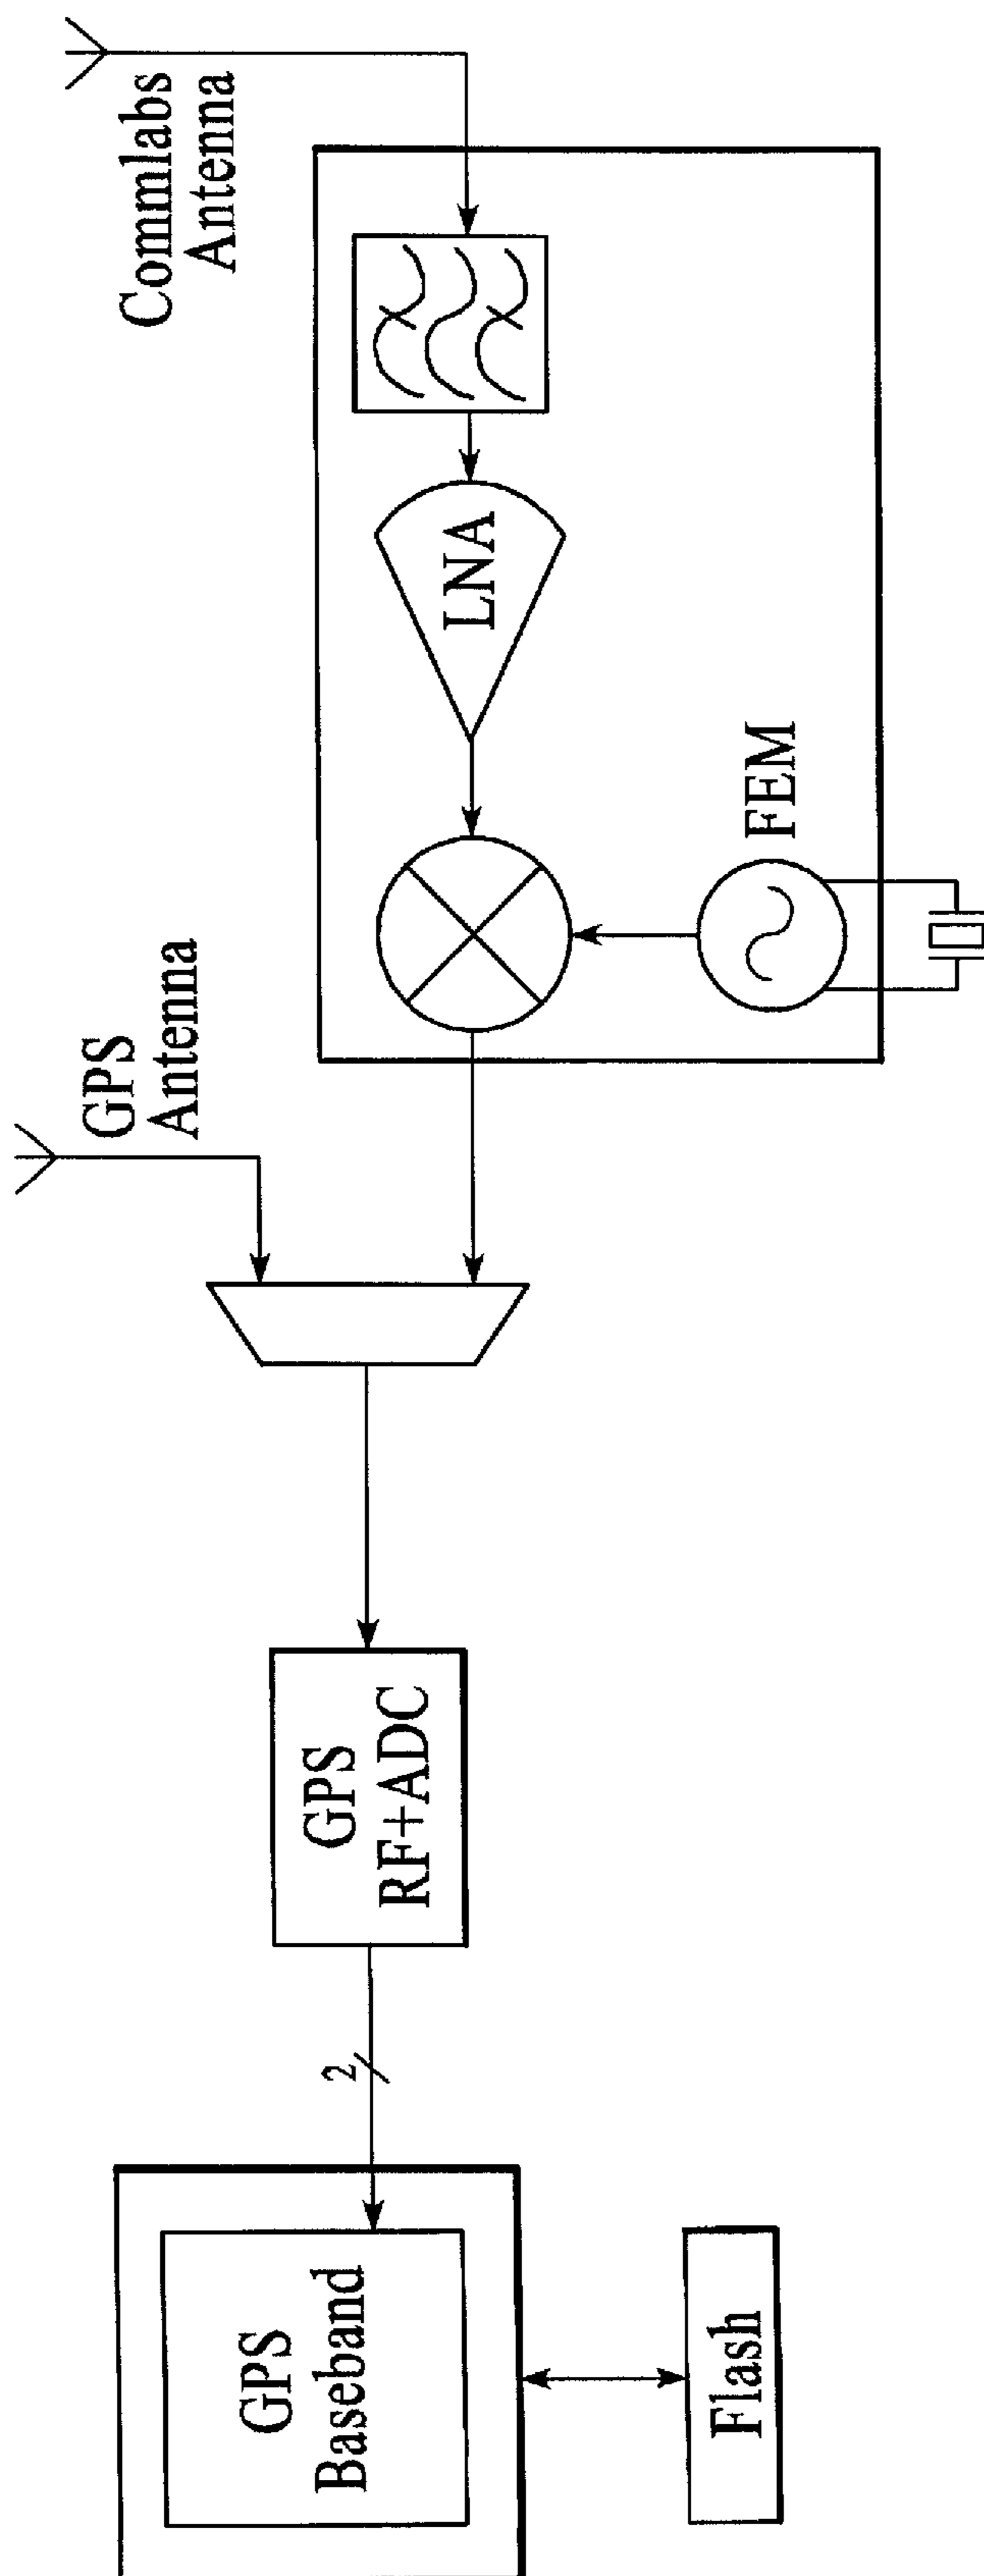 GPS
Baseband
Flash
2
GPS
RF+ADC
GPS
Antenna
FEM
LNA
Commlabs
Antenna